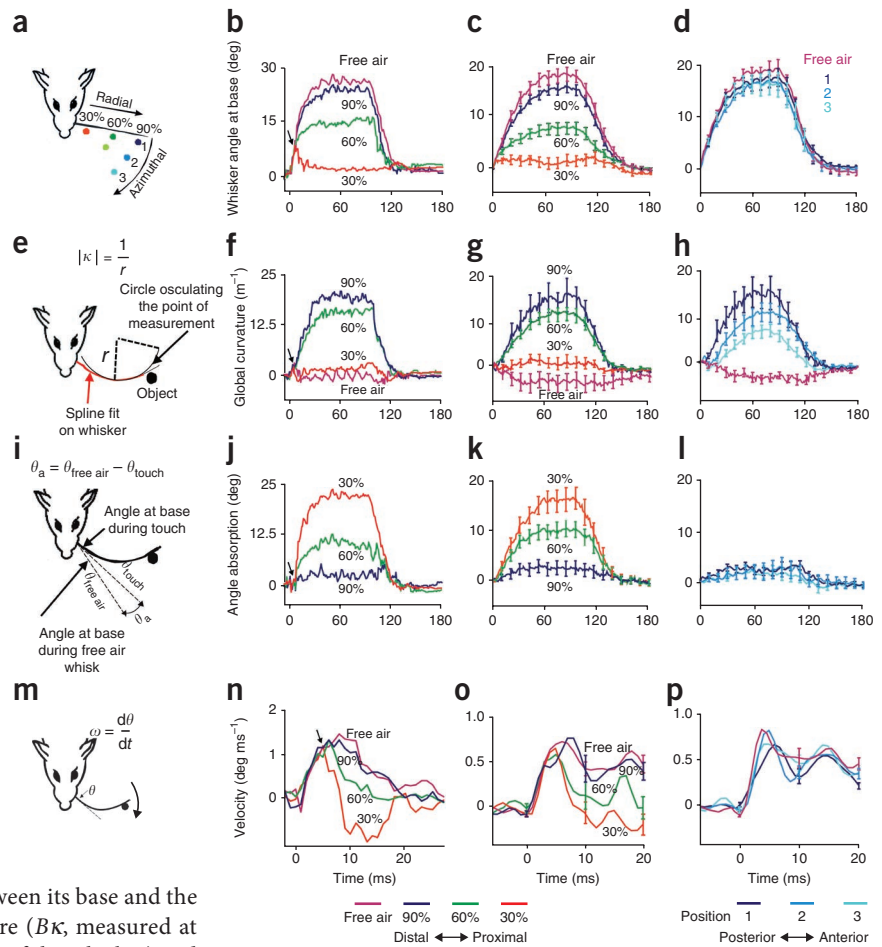 a
Radial
30% 60% 90%
1
2
3
Azimuthal
b
Whisker angle at base (deg)
30
15
0
Free air
90%
60%
30%
0 60 120 180
c
20
10
0
Free air
90%
60%
30%
0 60 120 180
d
20
10
0
Free air
1
2
3
0 60 120 180
e
|κ| = 1/r
Circle osculating
the point of
measurement
r
Object
Spline fit
on whisker
f
Global curvature (m⁻¹)
25
12.5
0
90%
60%
30%
Free air
0 60 120 180
g
20
10
0
90%
60%
30%
Free air
0 60 120 180
h
20
10
0
0 60 120 180
i
θa = θfree air − θtouch
Angle at base
during touch
θtouch
θfree air
θa
Angle at base
during free air
whisk
j
Angle absorption (deg)
25
12.5
0
30%
60%
90%
0 60 120 180
k
20
10
0
30%
60%
90%
0 60 120 180
l
20
10
0
0 60 120 180
m
ω = dθ/dt
θ
n
Velocity (deg ms⁻¹)
2
1
0
Free air
90%
60%
30%
0 10 20
Time (ms)
o
1.0
0.5
0
Free air
90%
60%
30%
0 10 20
Time (ms)
p
1.0
0.5
0
0 10 20
Time (ms)
Free air 90% 60% 30%
Distal Proximal
Position 1 2 3
Posterior Anterior
ween its base and the
re (Bκ, measured at